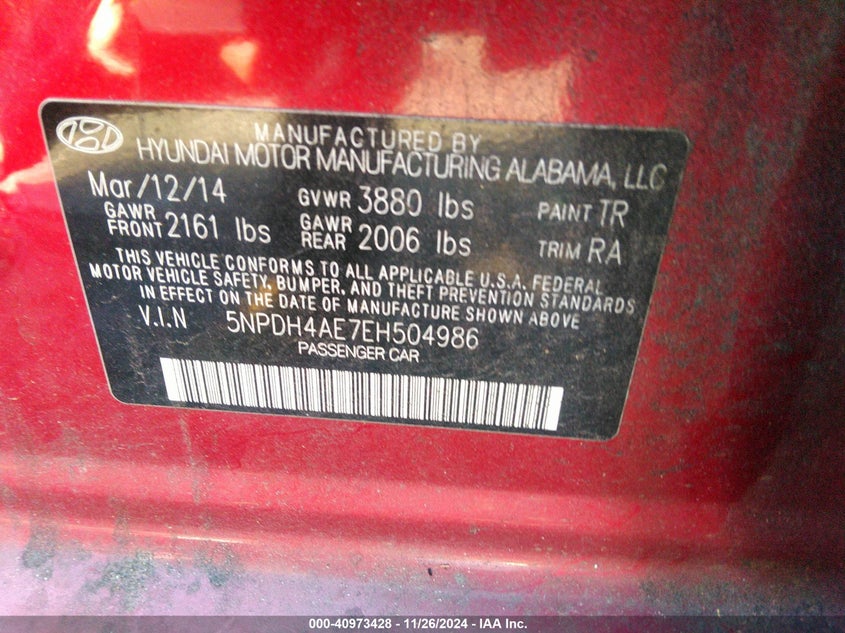 MANUFACTURED BY
HYUNDAI MOTOR MANUFACTURING ALABAMA, LLC
Mar/12/14 GVWR 3880 lbs PAINT TR
GAWR FRONT 2161 lbs GAWR REAR 2006 lbs TRIM RA
THIS VEHICLE CONFORMS TO ALL APPLICABLE U.S.A. FEDERAL
MOTOR VEHICLE SAFETY, BUMPER, AND THEFT PREVENTION STANDARDS
IN EFFECT ON THE DATE OF MANUFACTURE SHOWN ABOVE
V.I.N 5NPDH4AE7EH504986
PASSENGER CAR
000-40973428 - 11/26/2024 - IAA Inc.